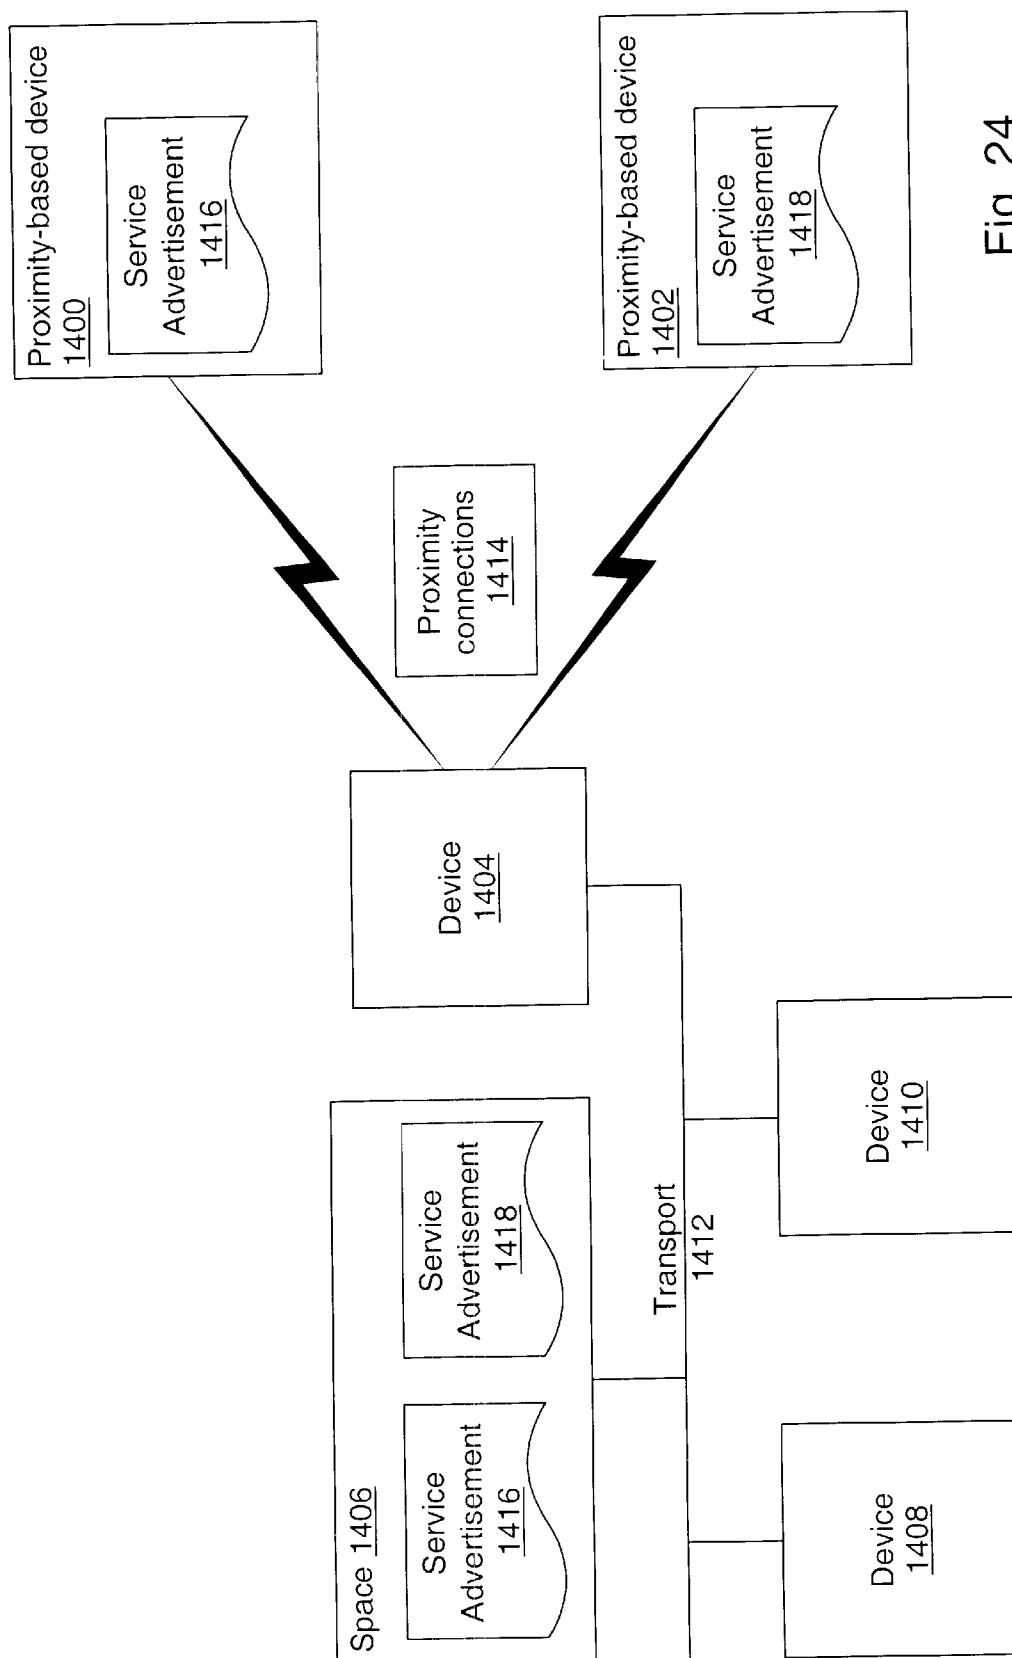 Proximity-based device
1400
Service
Advertisement
1416
Proximity-based device
1402
Service
Advertisement
1418
Proximity
connections
1414
Device
1404
Space 1406
Service
Advertisement
1416
Service
Advertisement
1418
Transport
1412
Device
1408
Device
1410
Fig. 24